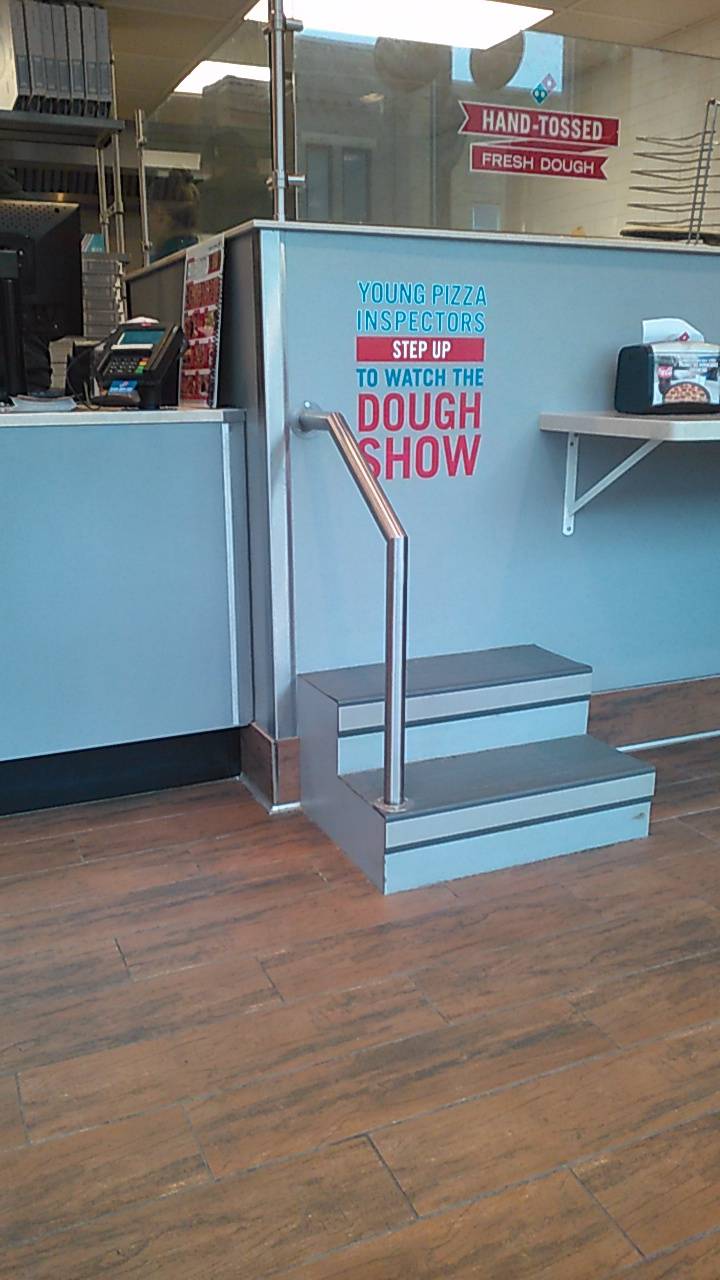 HAND-TOSSED
FRESH DOUGH
YOUNG PIZZA
INSPECTORS
STEP UP
TO WATCH THE
DOUGH
SHOW